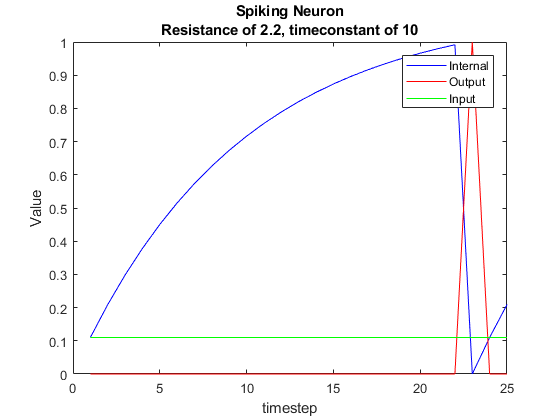 Spiking Neuron
Resistance of 2.2, timeconstant of 10
1
0.9
0.8
0.7
0.6
0.5
0.4
0.3
0.2
0.1
0
Value
Internal
Output
Input
0
5
10
15
20
25
timestep